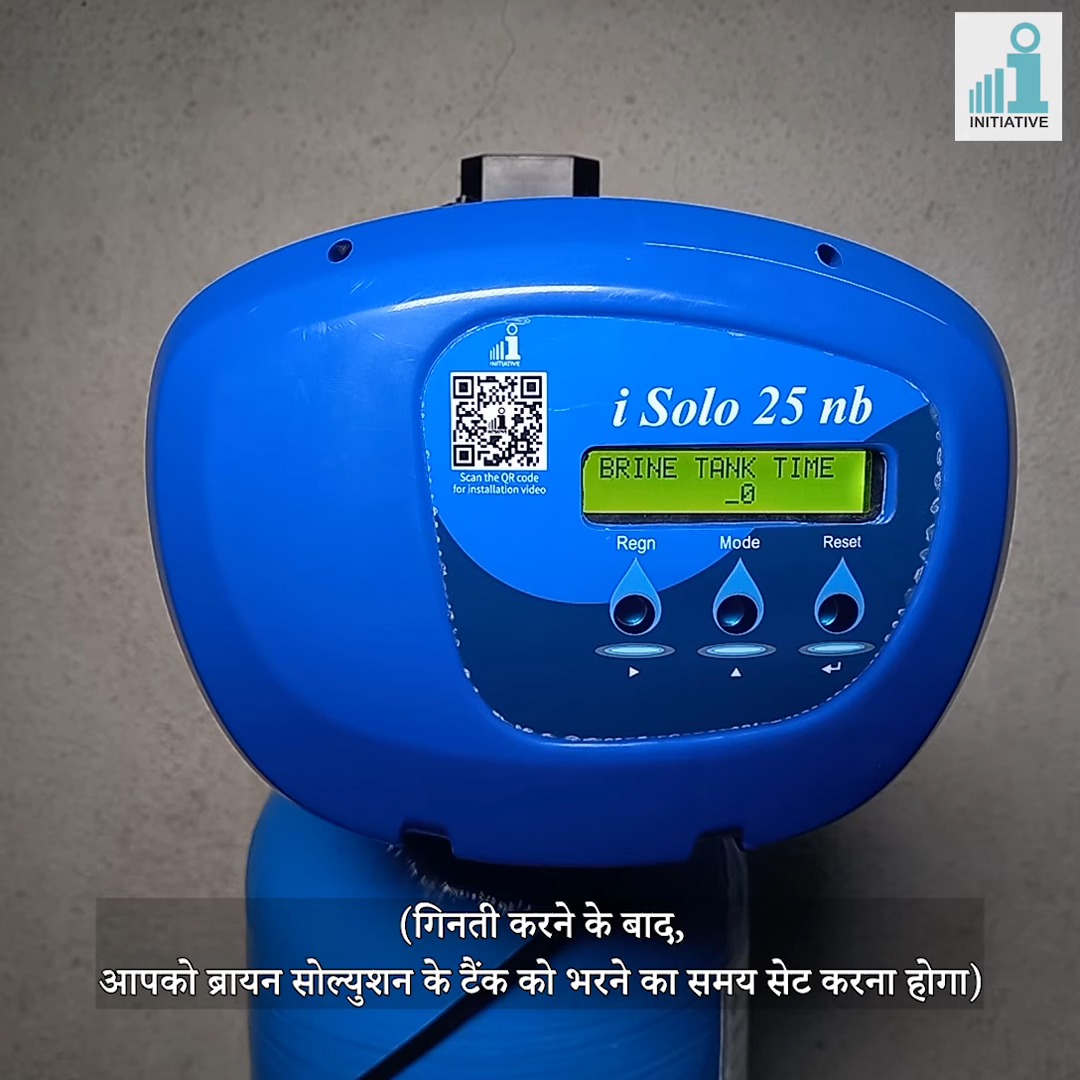 INITIATIVE
INITIATIVE
Scan the QR code
for installation video
i Solo 25 nb
BRINE TANK TIME
_0
Regn Mode Reset
(गिनती करने के बाद,
आपको ब्रायन सोल्युशन के टैंक को भरने का समय सेट करना होगा)